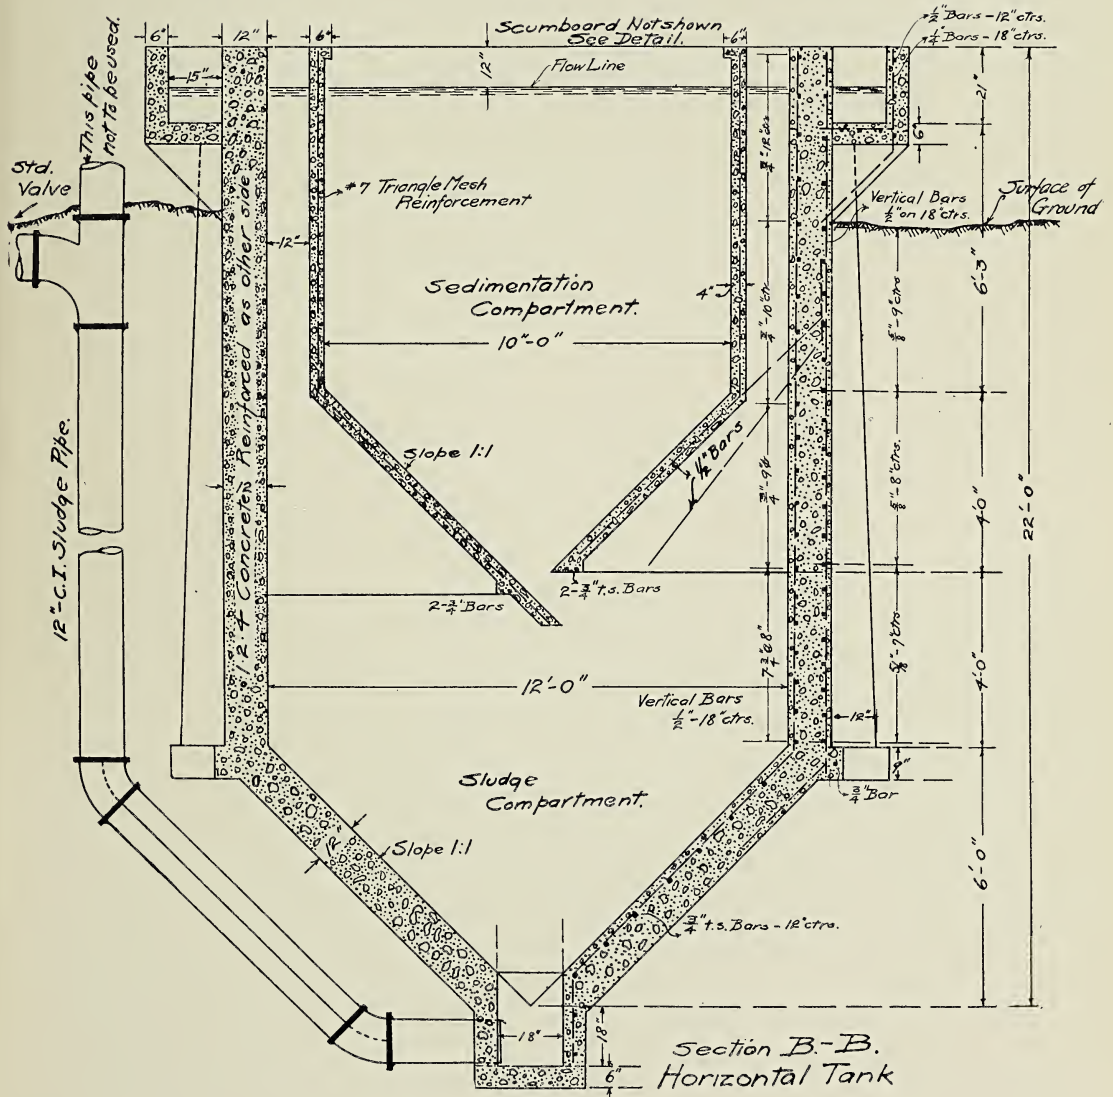 Scumboard Not shown
See Detail.
6"
12"
6"
6"
1/2" Bars - 12" ctrs.
1/4" Bars - 18" ctrs.
This pipe
not to be used.
15"
12"
Flow Line
21"
6"
Std.
Valve
#7 Triangle Mesh
Reinforcement
Vertical Bars
1/2" on 18" ctrs.
Surface of
Ground
12"
Sedimentation
Compartment.
4"
10"-0"
3/4"-10" ctr.
5/8"-9" ctrs
6'-3"
12"-C.I. Sludge Pipe.
1.2.4 Concrete Reinforced as other side
Slope 1:1
1/2" Bars
5/8"-8" ctrs.
4'-0"
22'-0"
2-3/4" Bars
2-3/4" t.s. Bars
12'-0"
Vertical Bars
1/2"-18" ctrs.
4'-0"
12"
Sludge
Compartment.
9"
3/4" Bar
12"
Slope 1:1
6'-0"
3/4" t.s. Bars - 12" ctrs.
18"
18"
6"
Section B.-B.
Horizontal Tank